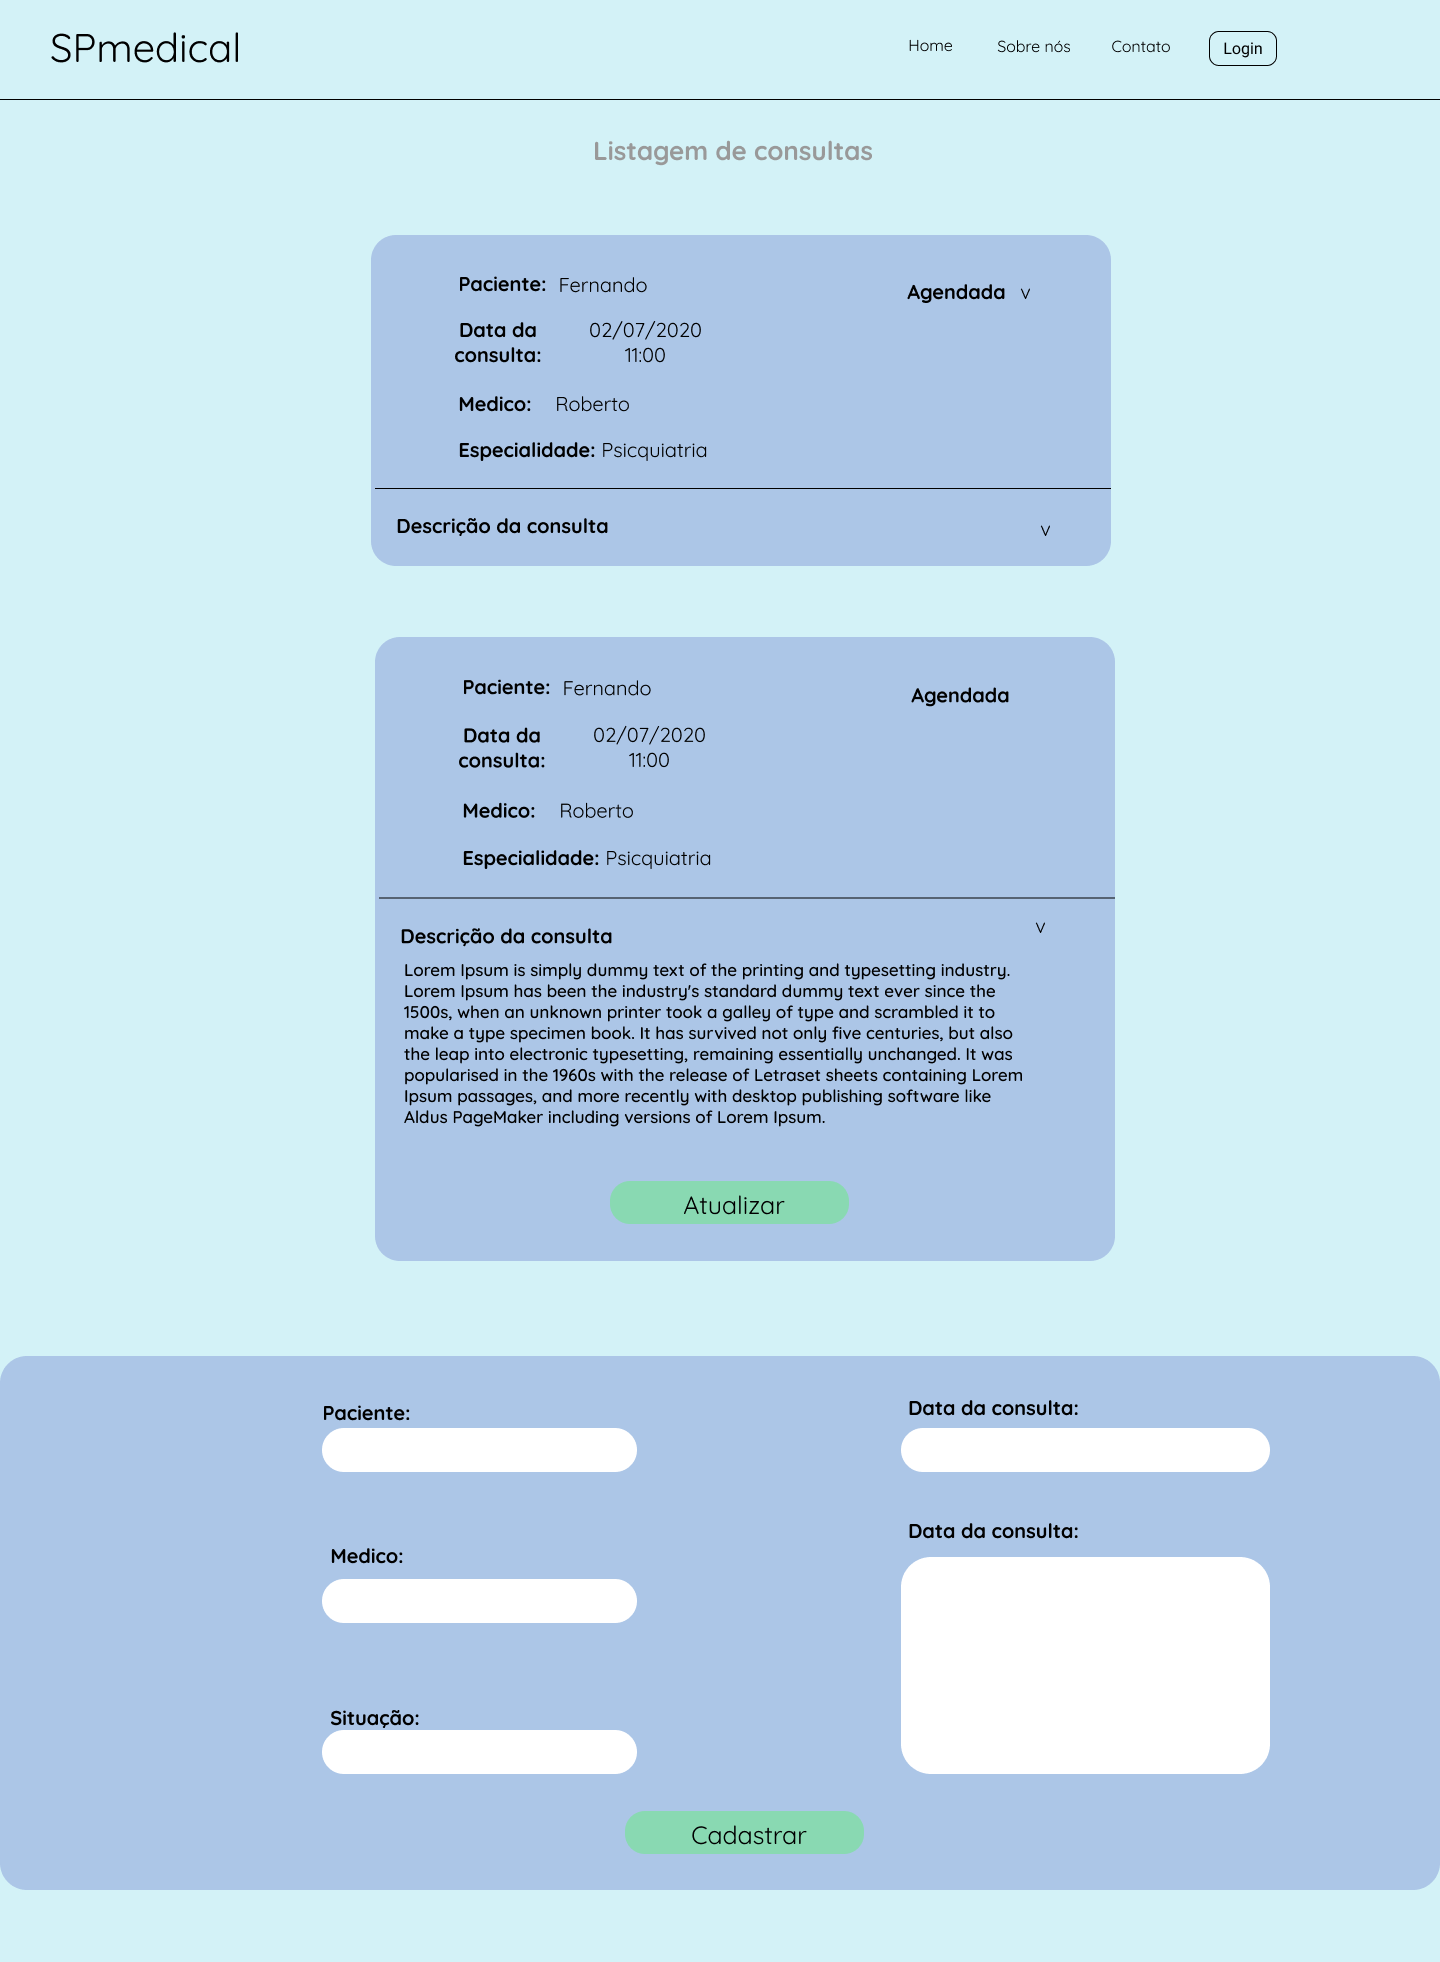 SPmedical
Home
Sobre nós
Contato
Login
Listagem de consultas
Paciente: Fernando
Agendada v
Data da consulta: 02/07/2020 11:00
Medico: Roberto
Especialidade: Psicquiatria
Descrição da consulta v
Paciente: Fernando
Agendada
Data da consulta: 02/07/2020 11:00
Medico: Roberto
Especialidade: Psicquiatria
Descrição da consulta v
Lorem Ipsum is simply dummy text of the printing and typesetting industry.
Lorem Ipsum has been the industry's standard dummy text ever since the
1500s, when an unknown printer took a galley of type and scrambled it to
make a type specimen book. It has survived not only five centuries, but also
the leap into electronic typesetting, remaining essentially unchanged. It was
popularised in the 1960s with the release of Letraset sheets containing Lorem
Ipsum passages, and more recently with desktop publishing software like
Aldus PageMaker including versions of Lorem Ipsum.
Atualizar
Paciente:
Data da consulta:
Medico:
Data da consulta:
Situação:
Cadastrar